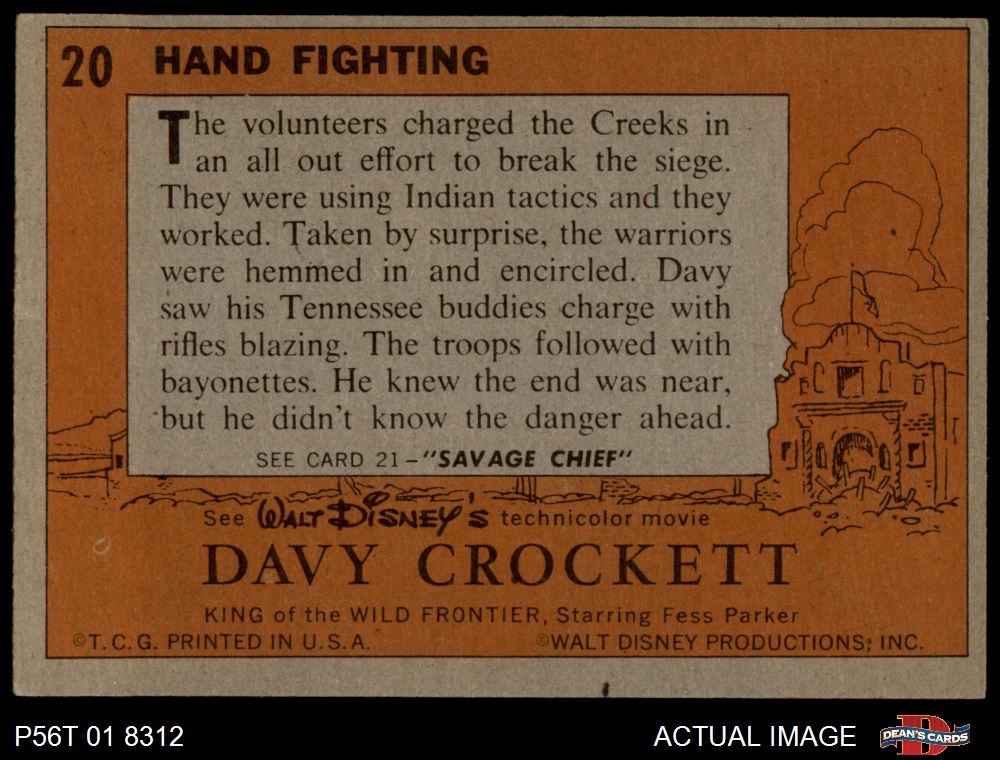 20 HAND FIGHTING
The volunteers charged the Creeks in
an all out effort to break the siege.
They were using Indian tactics and they
worked. Taken by surprise, the warriors
were hemmed in and encircled. Davy
saw his Tennessee buddies charge with
rifles blazing. The troops followed with
bayonettes. He knew the end was near,
but he didn't know the danger ahead.
SEE CARD 21-"SAVAGE CHIEF"
See WALT DISNEY'S technicolor movie
DAVY CROCKETT
KING of the WILD FRONTIER, Starring Fess Parker
©T.C.G. PRINTED IN U.S.A. ©WALT DISNEY PRODUCTIONS, INC.
P56T 01 8312 ACTUAL IMAGE D DEAN'S CARDS